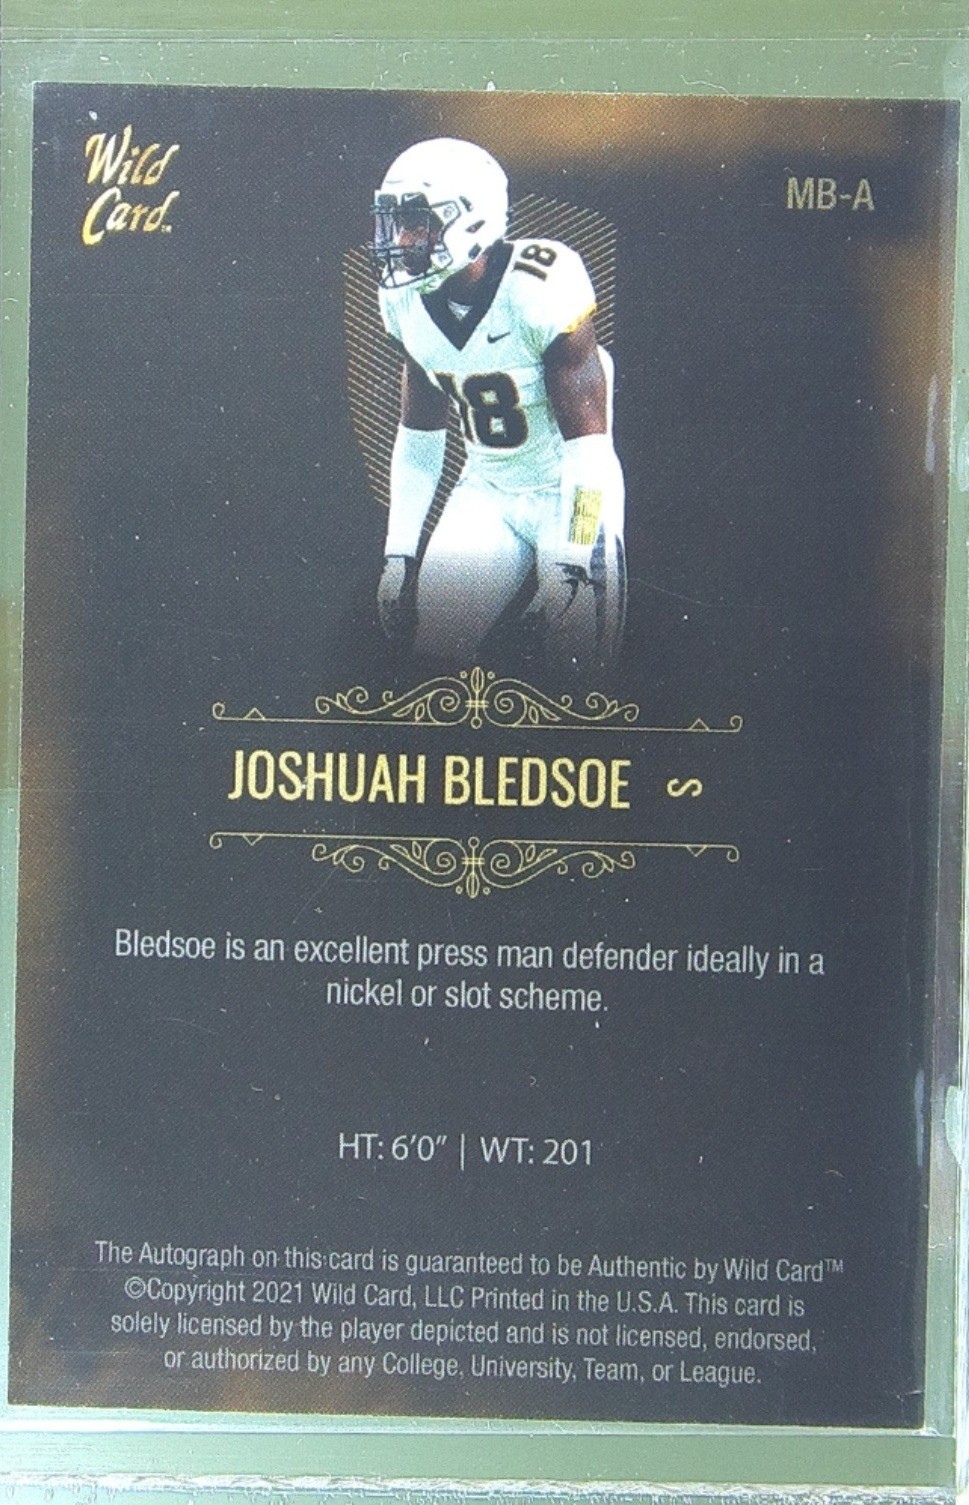 Wild
Card™
MB-A
18
18
JOSHUAH BLEDSOE S
Bledsoe is an excellent press man defender ideally in a
nickel or slot scheme.
HT: 6'0" | WT: 201
The Autograph on this card is guaranteed to be Authentic by Wild Card™
©Copyright 2021 Wild Card, LLC Printed in the U.S.A. This card is
solely licensed by the player depicted and is not licensed, endorsed,
or authorized by any College, University, Team, or League.